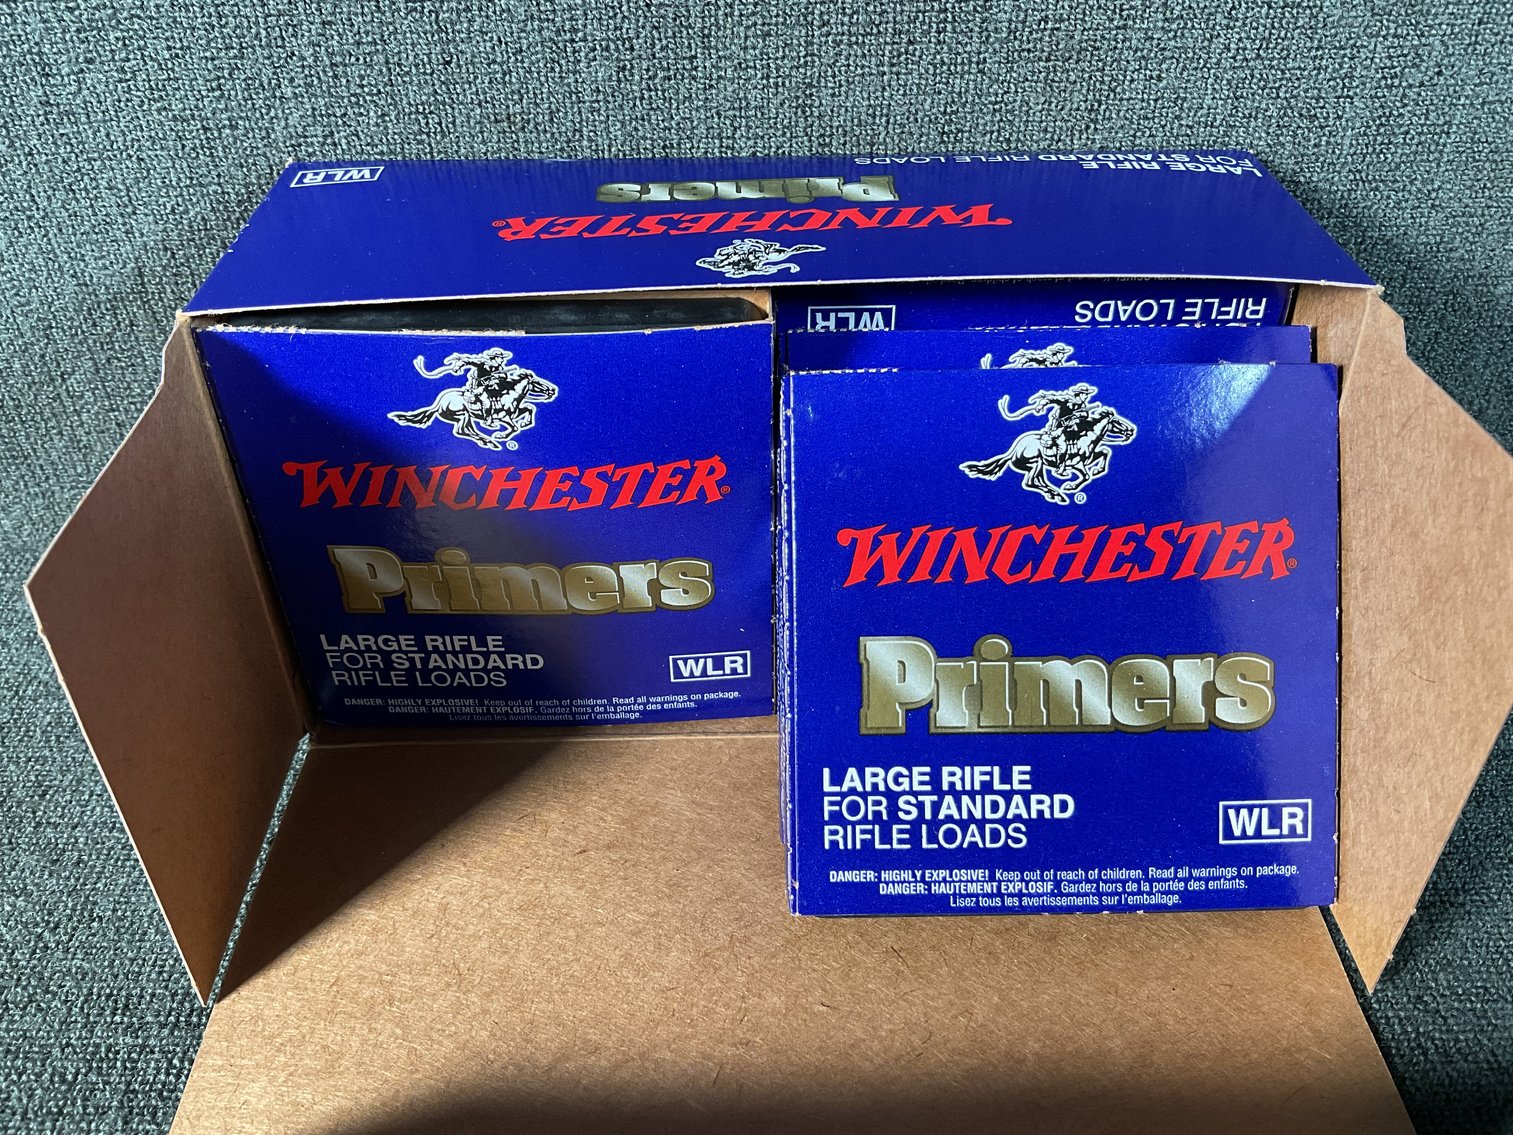 WLR
LARGE RIFLE
FOR STANDARD RIFLE LOADS
Primers
WINCHESTER®
WLR
RIFLE LOADS
WINCHESTER®
Primers
LARGE RIFLE
FOR STANDARD
RIFLE LOADS
WLR
DANGER: HIGHLY EXPLOSIVE! Keep out of reach of children. Read all warnings on package.
DANGER: HAUTEMENT EXPLOSIF. Gardez hors de la portée des enfants.
Lisez tous les avertissements sur l'emballage.
®
WINCHESTER®
Primers
LARGE RIFLE
FOR STANDARD
RIFLE LOADS
WLR
DANGER: HIGHLY EXPLOSIVE! Keep out of reach of children. Read all warnings on package.
DANGER: HAUTEMENT EXPLOSIF. Gardez hors de la portée des enfants.
Lisez tous les avertissements sur l'emballage.
®